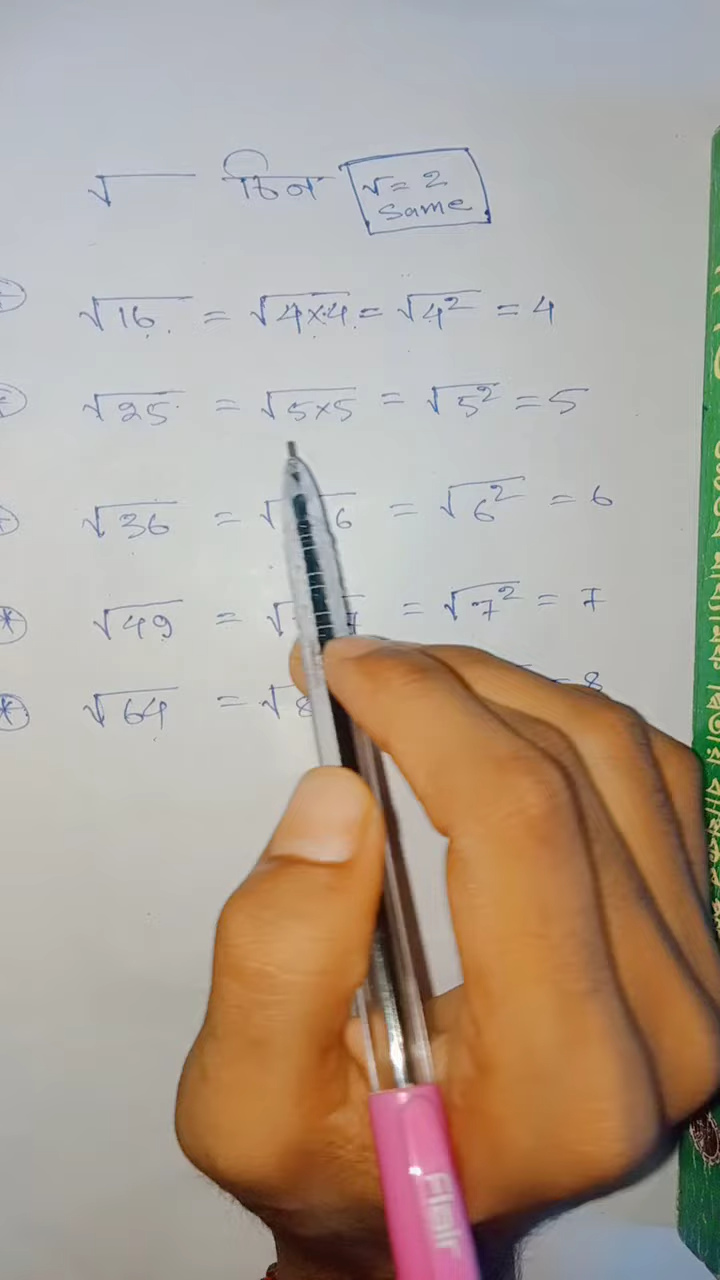 √ চিন √ = 2
Same
√16 = √4×4 = √4² = 4
√25 = √5×5 = √5² = 5
√36 = √ 6 = √6² = 6
√49 = √ 7 = √7² = 7
√64 = √8 = 8
Flair